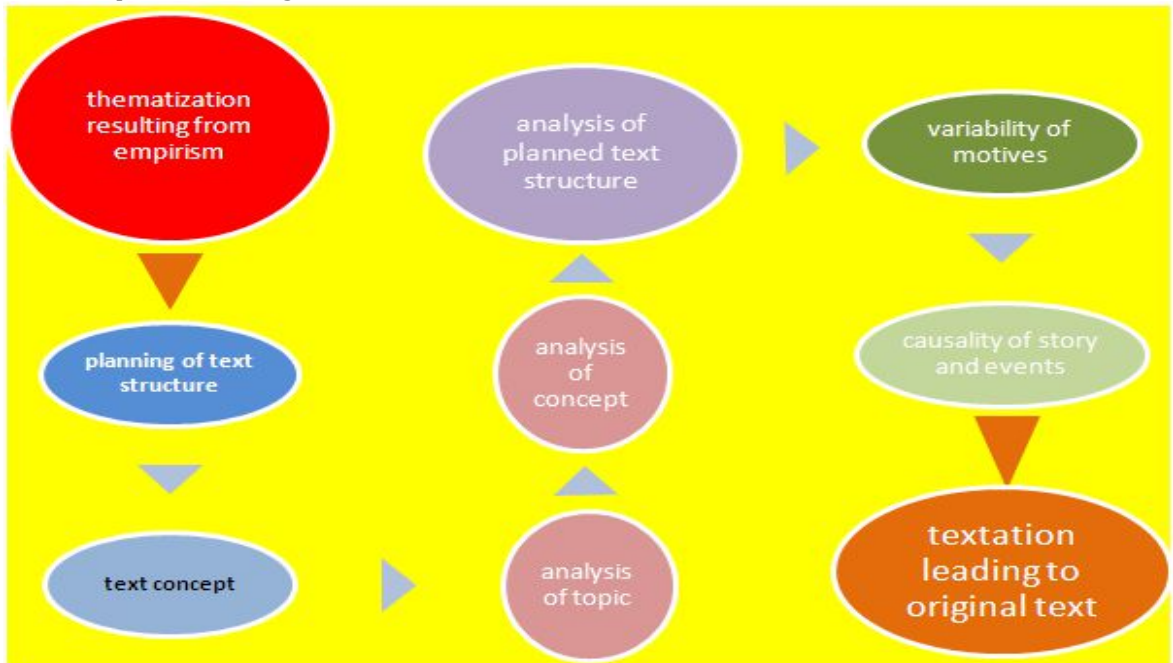 thematization
resulting from
empirism
planning of text
structure
text concept
analysis
of topic
analysis
of
concept
analysis of
planned text
structure
variability of
motives
causality of story
and events
textation
leading to
original text